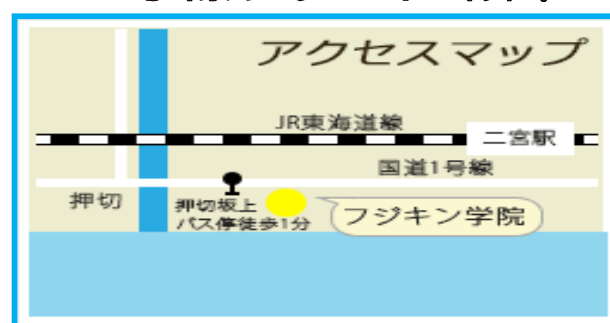 アクセスマップ
JR東海道線
二宮駅
国道1号線
押切
押切坂上
バス停徒歩1分
フジキン学院